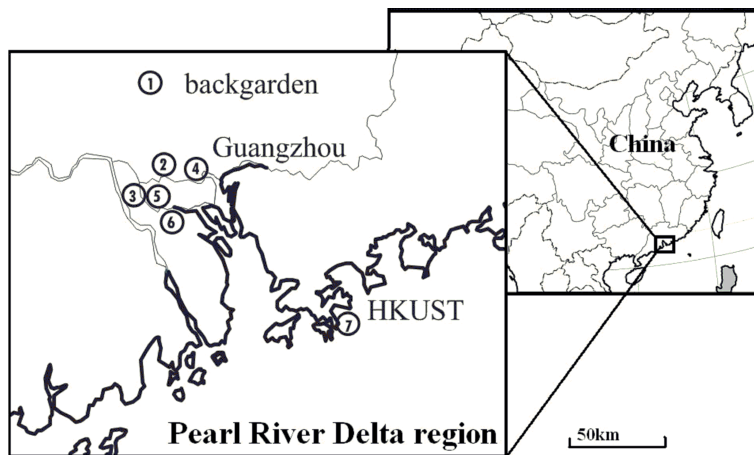 ① backgarden
China
Guangzhou
② ④
③ ⑤
⑥
HKUST
⑦
Pearl River Delta region
50km